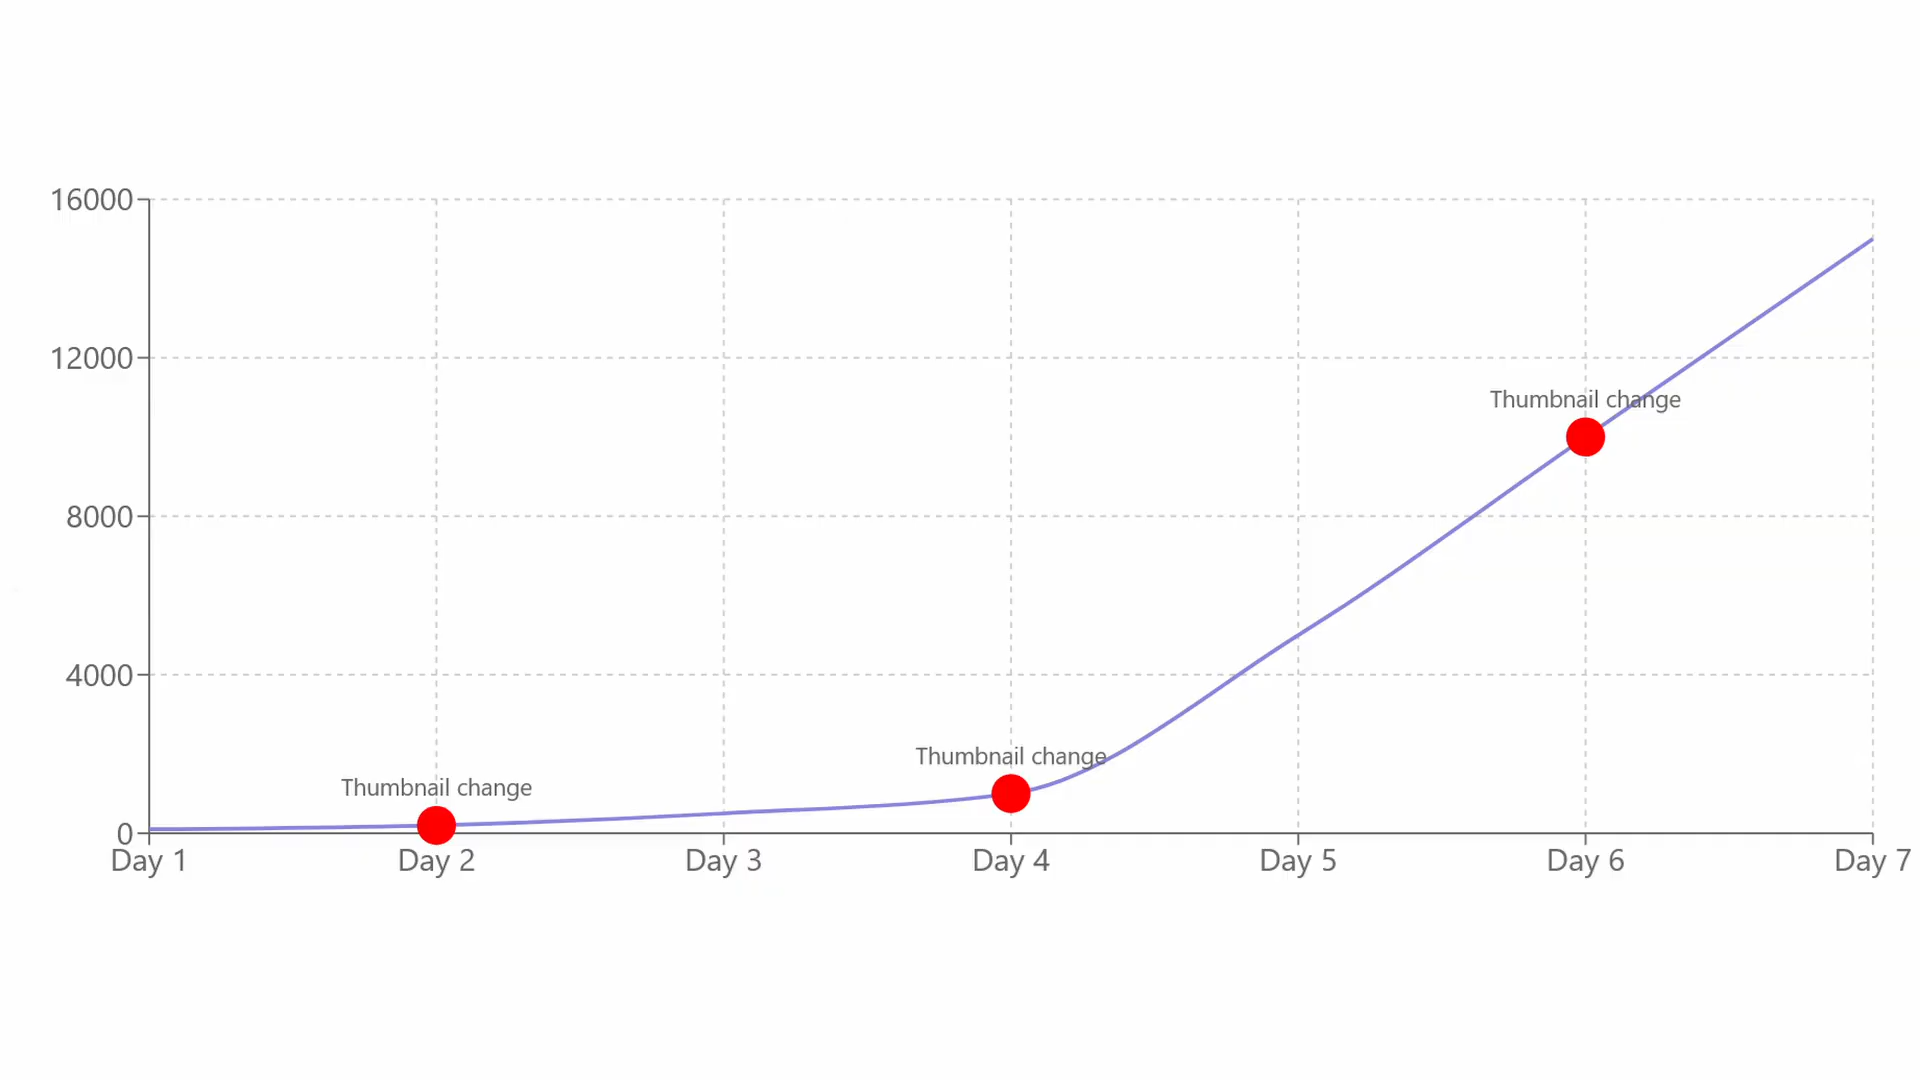 16000
12000
Thumbnail change
8000
4000
Thumbnail change
Thumbnail change
0
Day 1
Day 2
Day 3
Day 4
Day 5
Day 6
Day 7